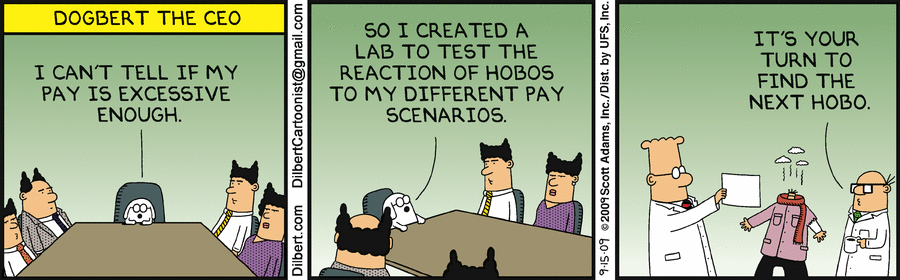 DOGBERT THE CEO
I CAN'T TELL IF MY
PAY IS EXCESSIVE
ENOUGH.
Dilbert.com DilbertCartoonist@gmail.com
SO I CREATED A
LAB TO TEST THE
REACTION OF HOBOS
TO MY DIFFERENT PAY
SCENARIOS.
9-15-09 ©2009 Scott Adams, Inc./Dist. by UFS, Inc.
IT'S YOUR
TURN TO
FIND THE
NEXT HOBO.